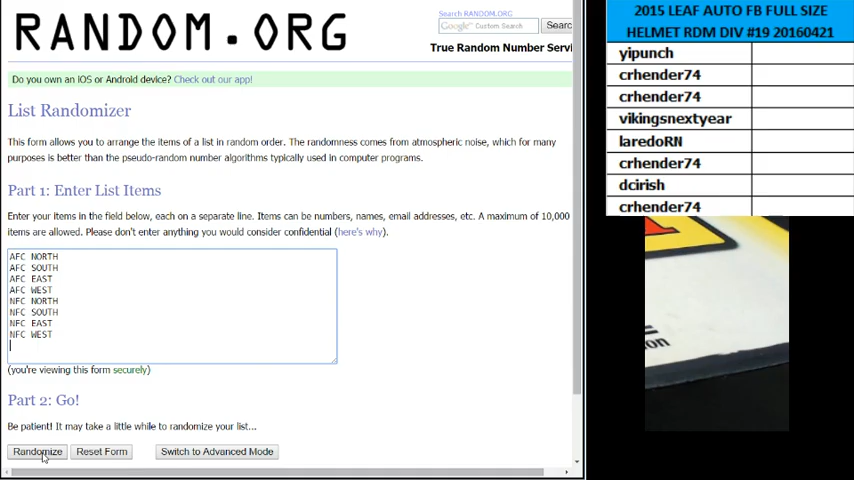 RANDOM.ORG
Search RANDOM.ORG
Google™ Custom Search
Searc
True Random Number Servi
Do you own an iOS or Android device? Check out our app!
List Randomizer
This form allows you to arrange the items of a list in random order. The randomness comes from atmospheric noise, which for many
purposes is better than the pseudo-random number algorithms typically used in computer programs.
Part 1: Enter List Items
Enter your items in the field below, each on a separate line. Items can be numbers, names, email addresses, etc. A maximum of 10,000
items are allowed. Please don't enter anything you would consider confidential (here's why).
AFC NORTH
AFC SOUTH
AFC EAST
AFC WEST
NFC NORTH
NFC SOUTH
NFC EAST
NFC WEST
(you're viewing this form securely)
Part 2: Go!
Be patient! It may take a little while to randomize your list...
Randomize
Reset Form
Switch to Advanced Mode
2015 LEAF AUTO FB FULL SIZE
HELMET RDM DIV #19 20160421
yipunch
crhender74
crhender74
vikingsnextyear
laredoRN
crhender74
dcirish
crhender74